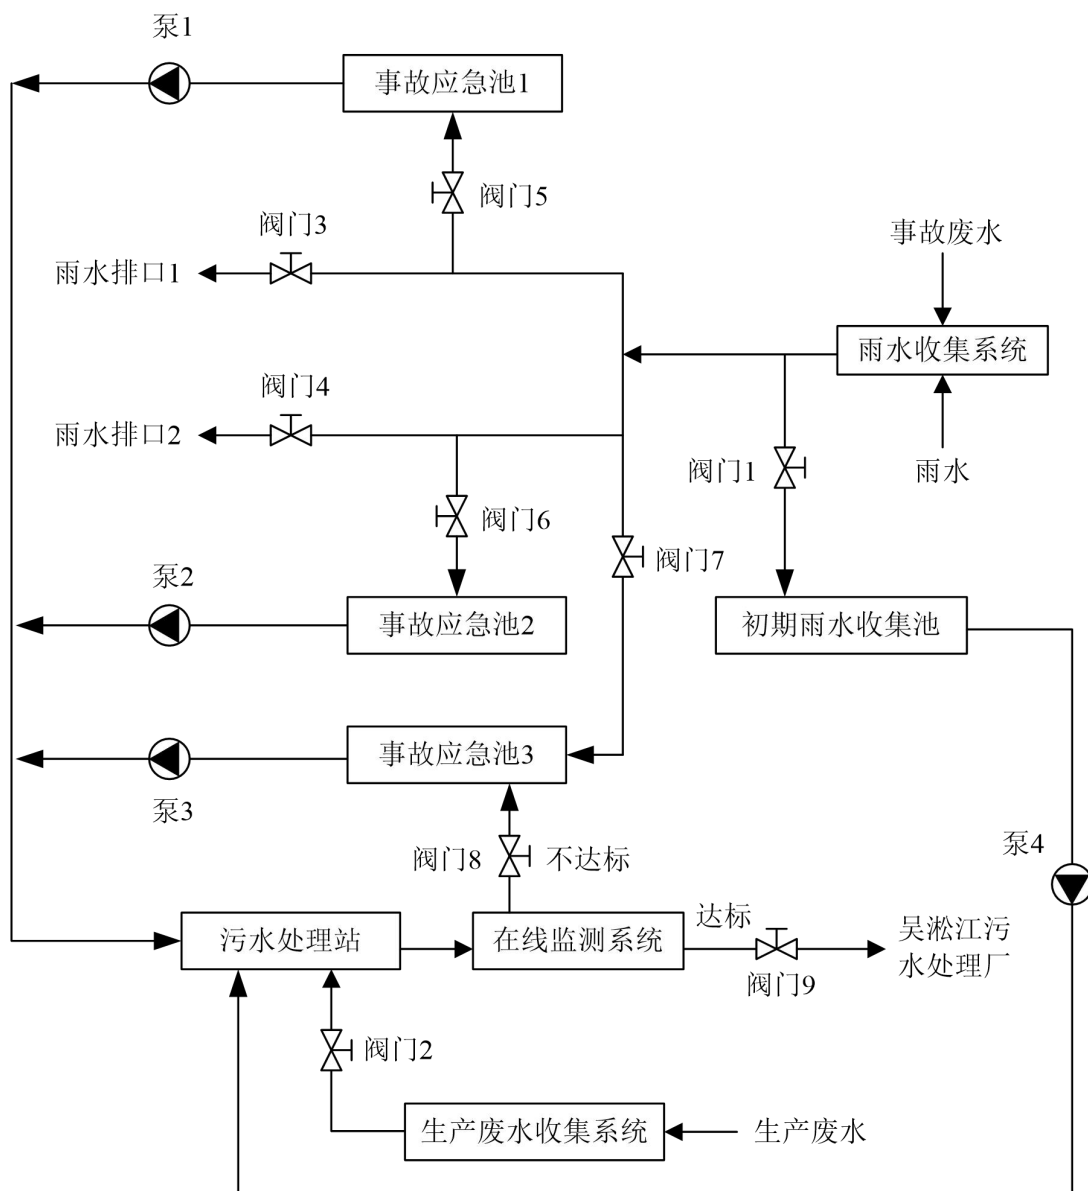 泵1
事故应急池1
阀门5
阀门3
雨水排口1
事故废水
雨水收集系统
阀门4
雨水排口2
阀门1
雨水
阀门6
阀门7
泵2
事故应急池2
初期雨水收集池
事故应急池3
泵3
阀门8
不达标
泵4
达标
污水处理站
在线监测系统
吴淞江污
水处理厂
阀门9
阀门2
生产废水收集系统
生产废水